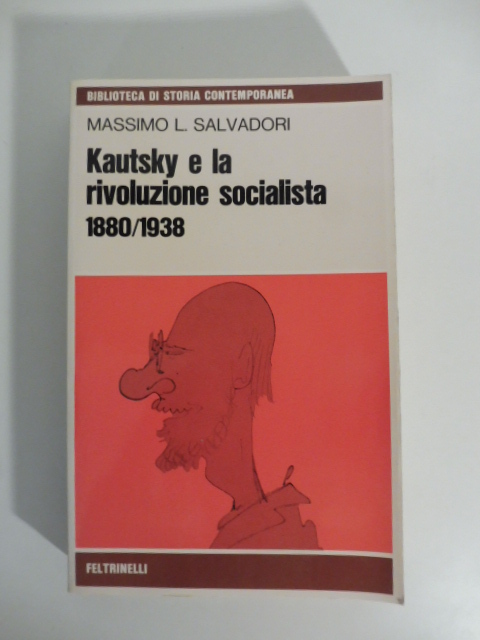 BIBLIOTECA DI STORIA CONTEMPORANEA
MASSIMO L. SALVADORI
Kautsky e la
rivoluzione socialista
1880/1938
FELTRINELLI